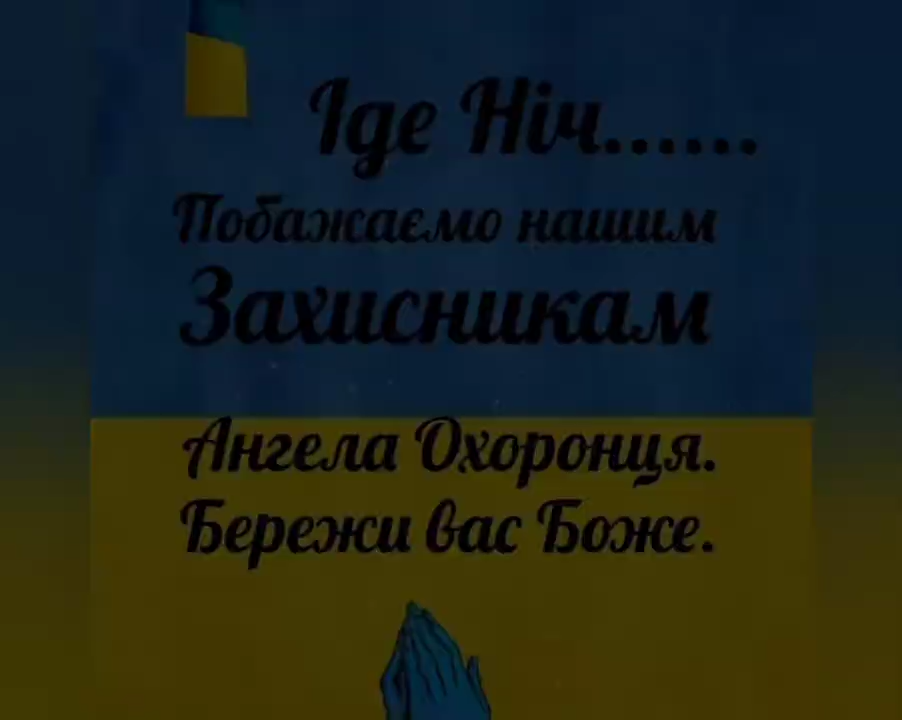 Іде Ніч......
Побажаємо нашим
Захисникам
Ангела Охоронця.
Бережи вас Боже.